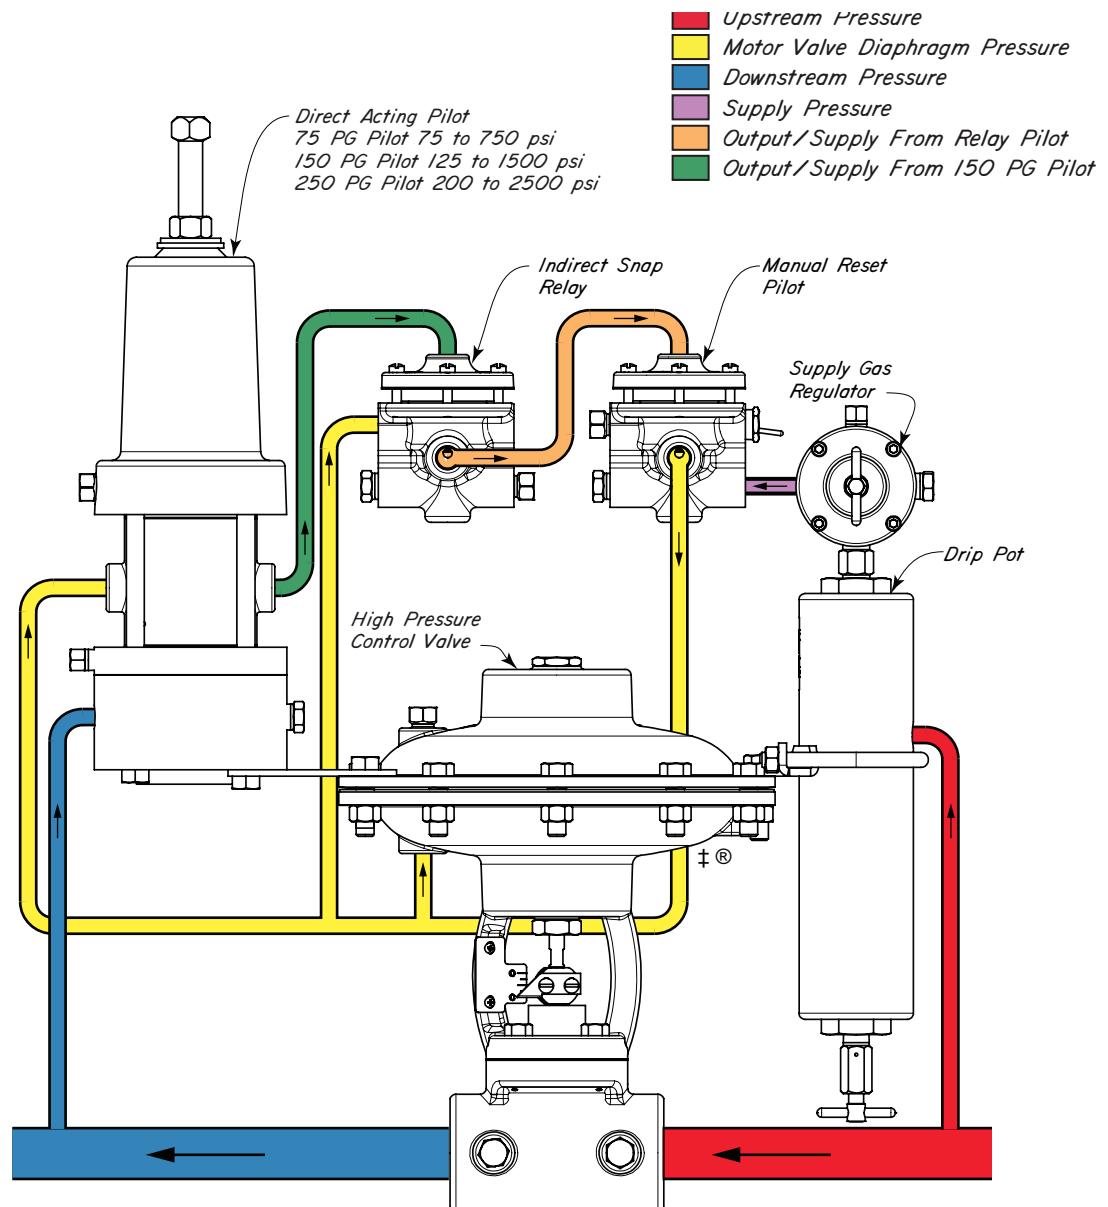 Upstream Pressure
Motor Valve Diaphragm Pressure
Downstream Pressure
Supply Pressure
Output/Supply From Relay Pilot
Output/Supply From 150 PG Pilot
Direct Acting Pilot
75 PG Pilot 75 to 750 psi
150 PG Pilot 125 to 1500 psi
250 PG Pilot 200 to 2500 psi
Indirect Snap
Relay
Manual Reset
Pilot
Supply Gas
Regulator
Drip Pot
High Pressure
Control Valve
‡ ®